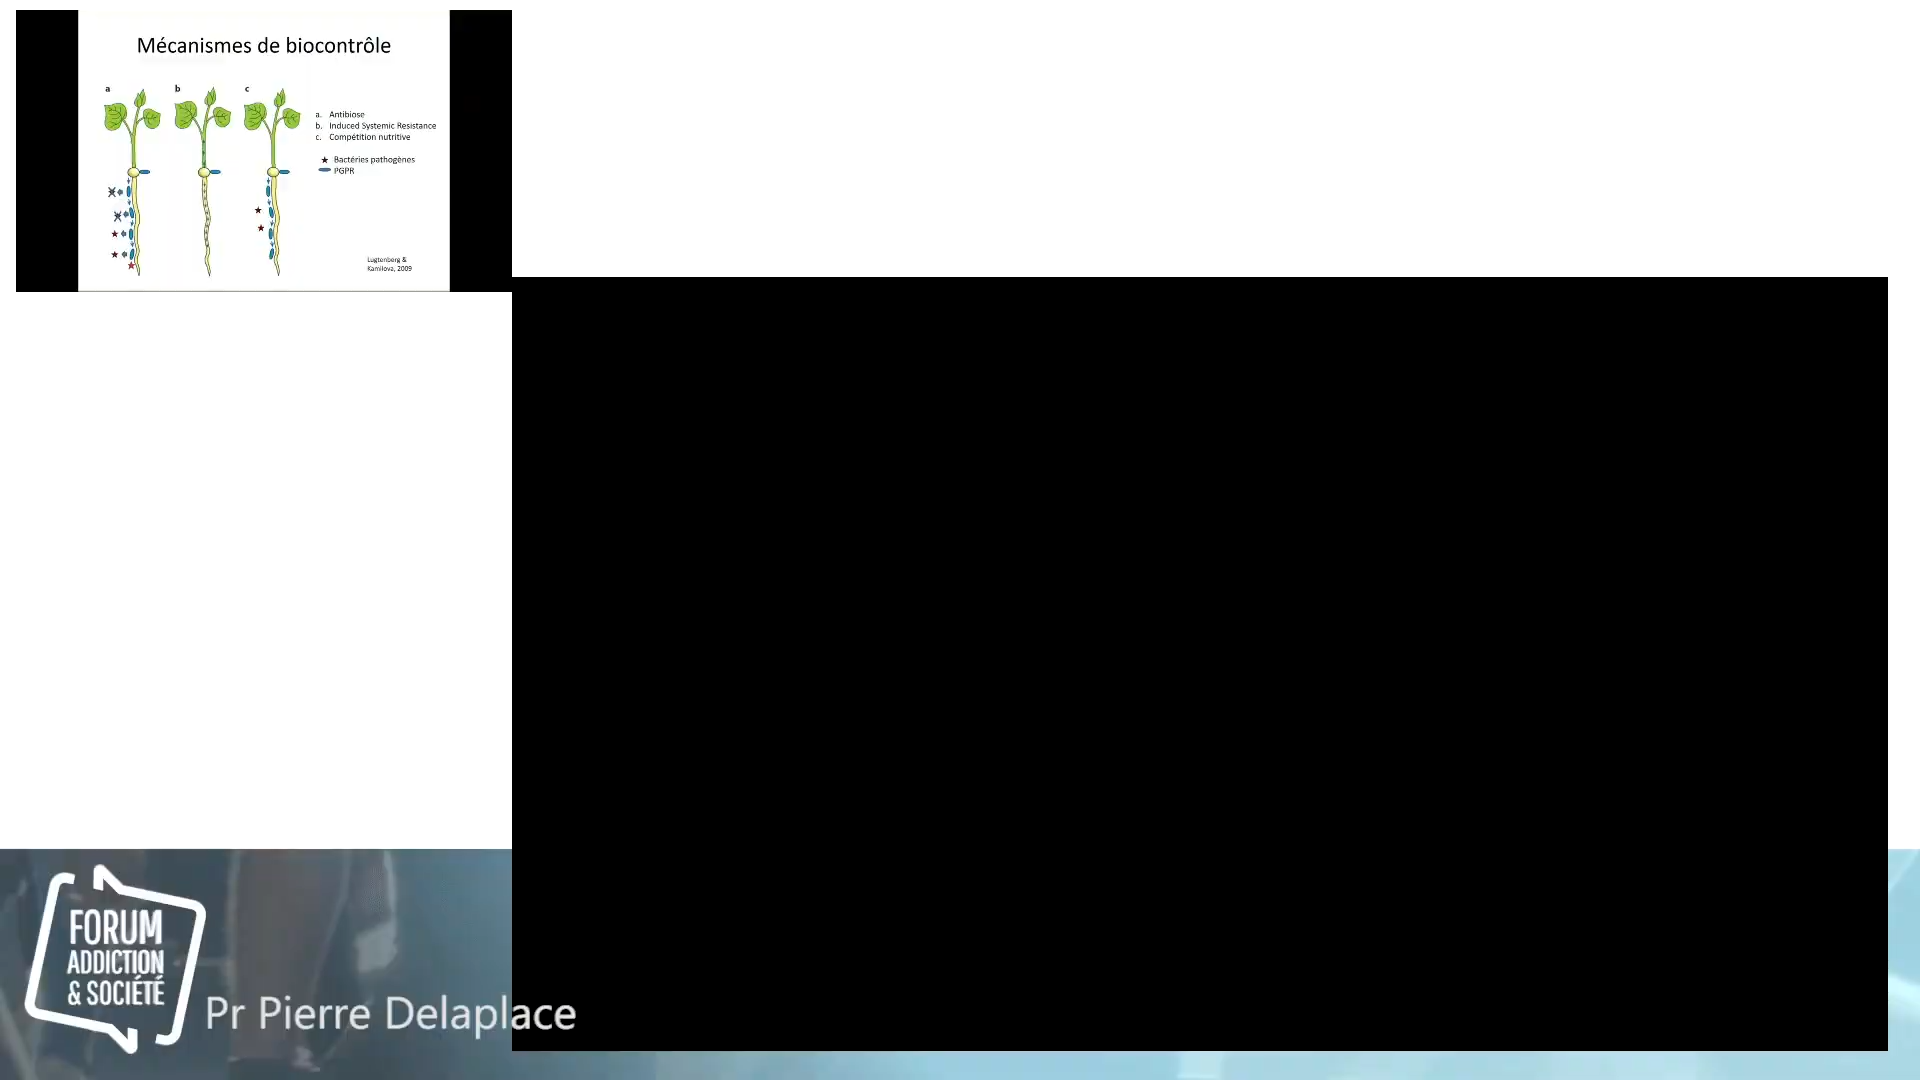 Mécanismes de biocontrôle
a
b
c
a. Antibiose
b. Induced Systemic Resistance
c. Compétition nutritive
Bactéries pathogènes
PGPR
Lugtenberg &
Kamilova, 2009
FORUM
ADDICTION
& SOCIÉTÉ
Pr Pierre Delaplace